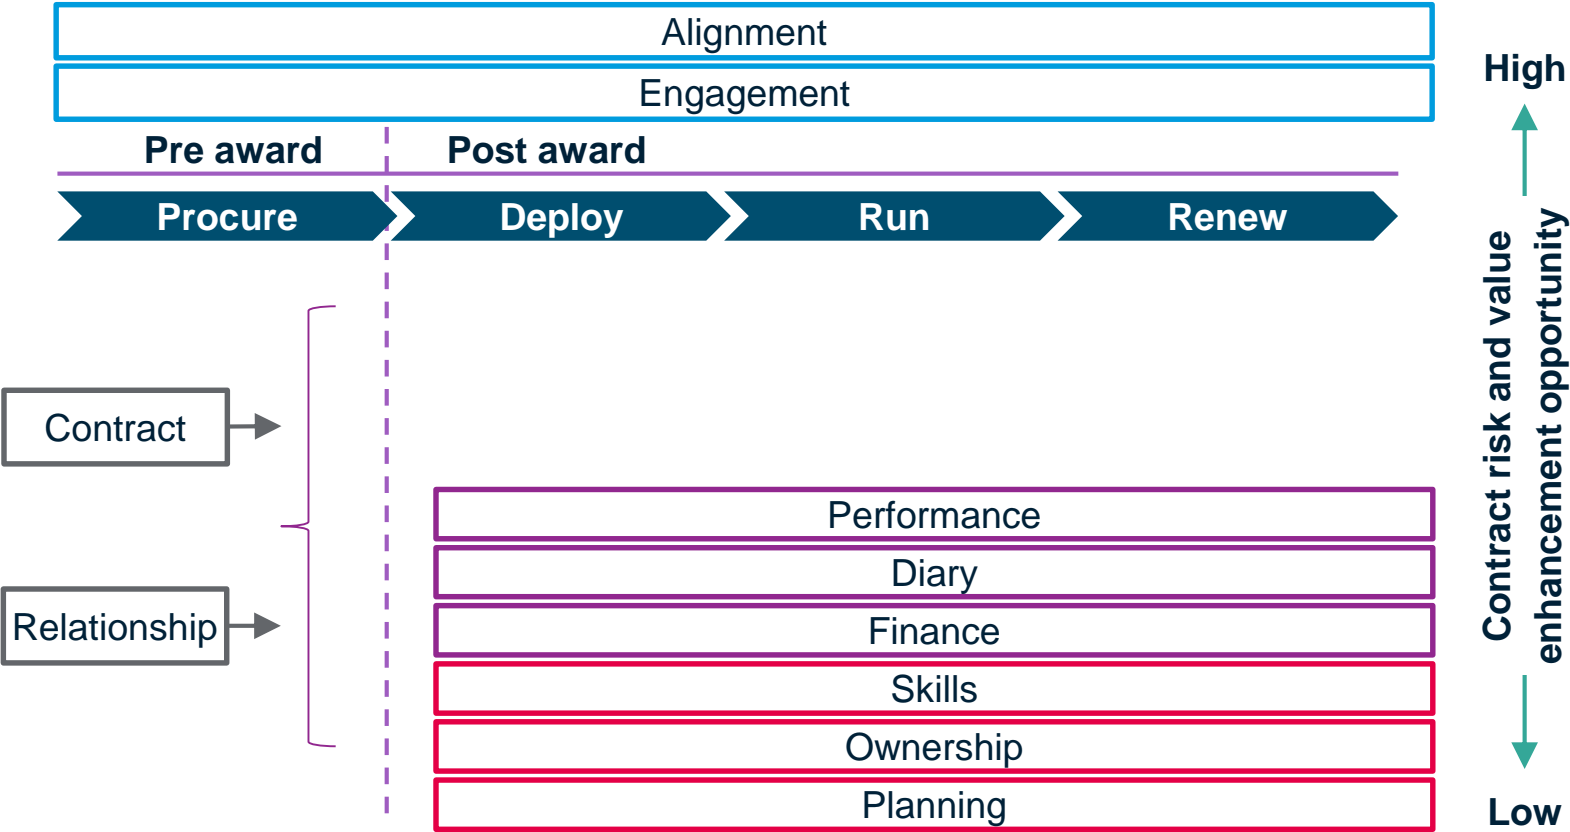 Alignment
Engagement
High
Pre award
Post award
Procure
Deploy
Run
Renew
Contract risk and value
enhancement opportunity
Contract
Relationship
Performance
Diary
Finance
Skills
Ownership
Planning
Low